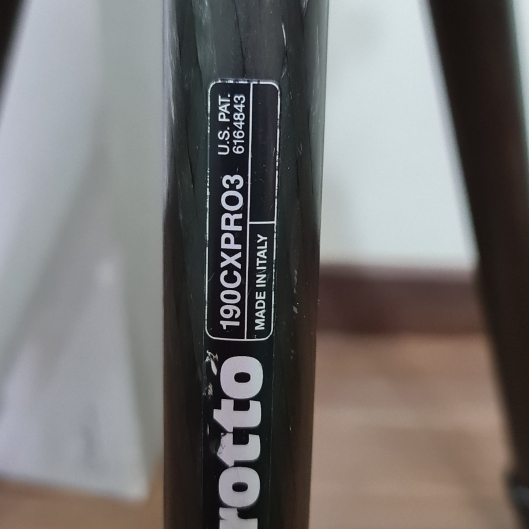 190CXPRO3
U.S. PAT.
6164843
MADE IN ITALY
rotto